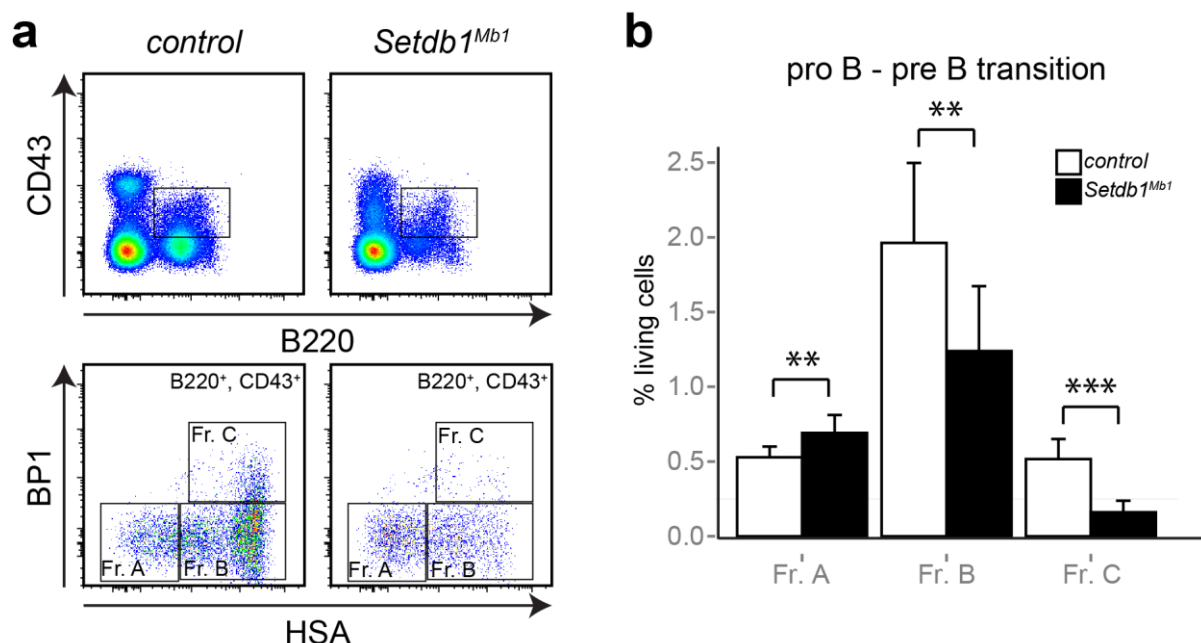 a
control
Setdb1Mb1
CD43
B220
B220+, CD43+
B220+, CD43+
Fr. C
Fr. C
BP1
Fr. A
Fr. B
Fr. A
Fr. B
HSA
b
pro B - pre B transition
**
**
***
control
Setdb1Mb1
% living cells
2.5
2.0
1.5
1.0
0.5
0.0
Fr. A
Fr. B
Fr. C